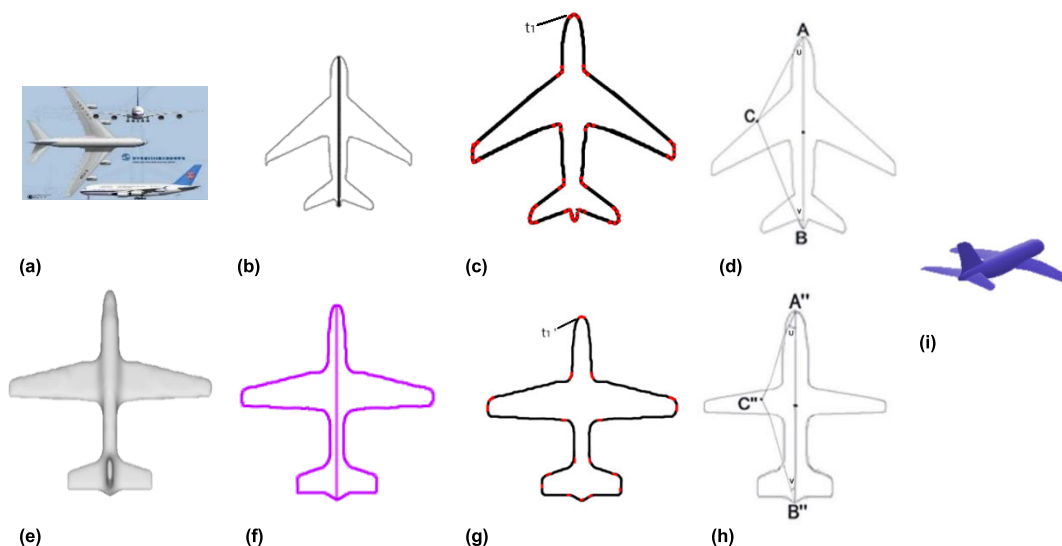 t1
A
U
C
V
B
(a)
(b)
(c)
(d)
A"
U
C"
V
B"
t1'
(i)
(e)
(f)
(g)
(h)